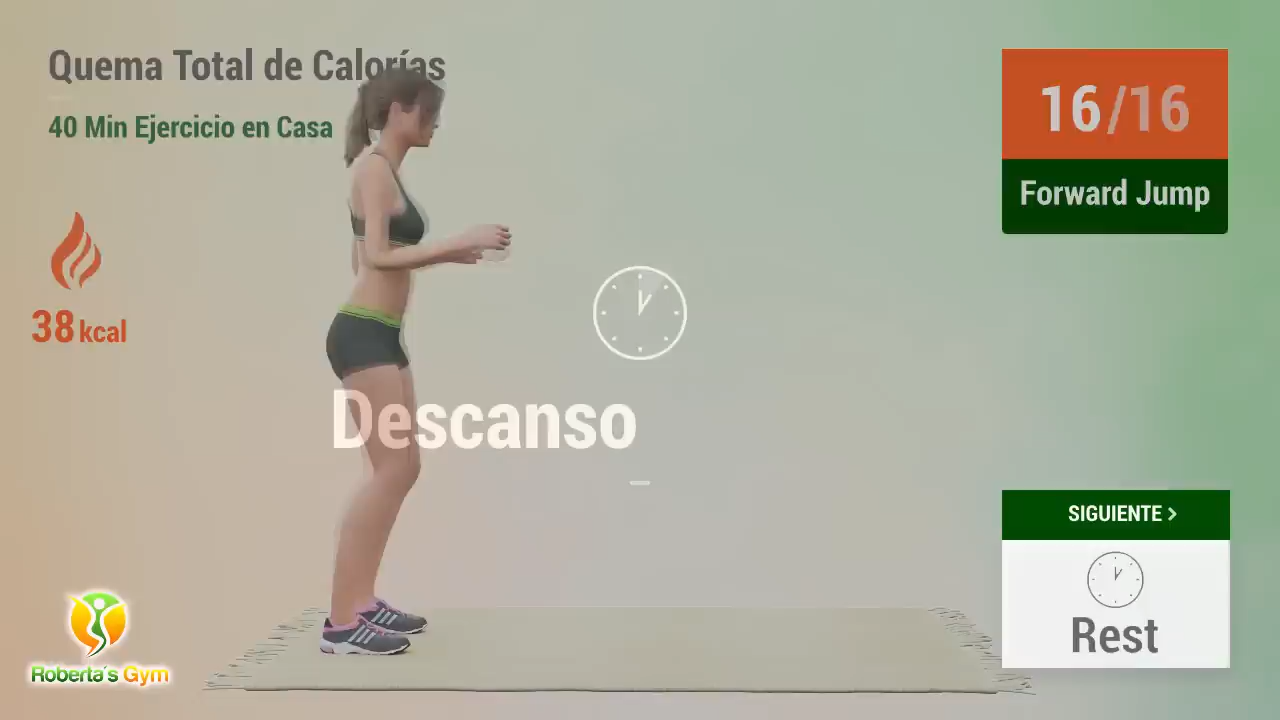 Quema Total de Calorías
40 Min Ejercicio en Casa
38 kcal
16/16
Forward Jump
Descanso
SIGUIENTE >
Rest
Roberta's Gym